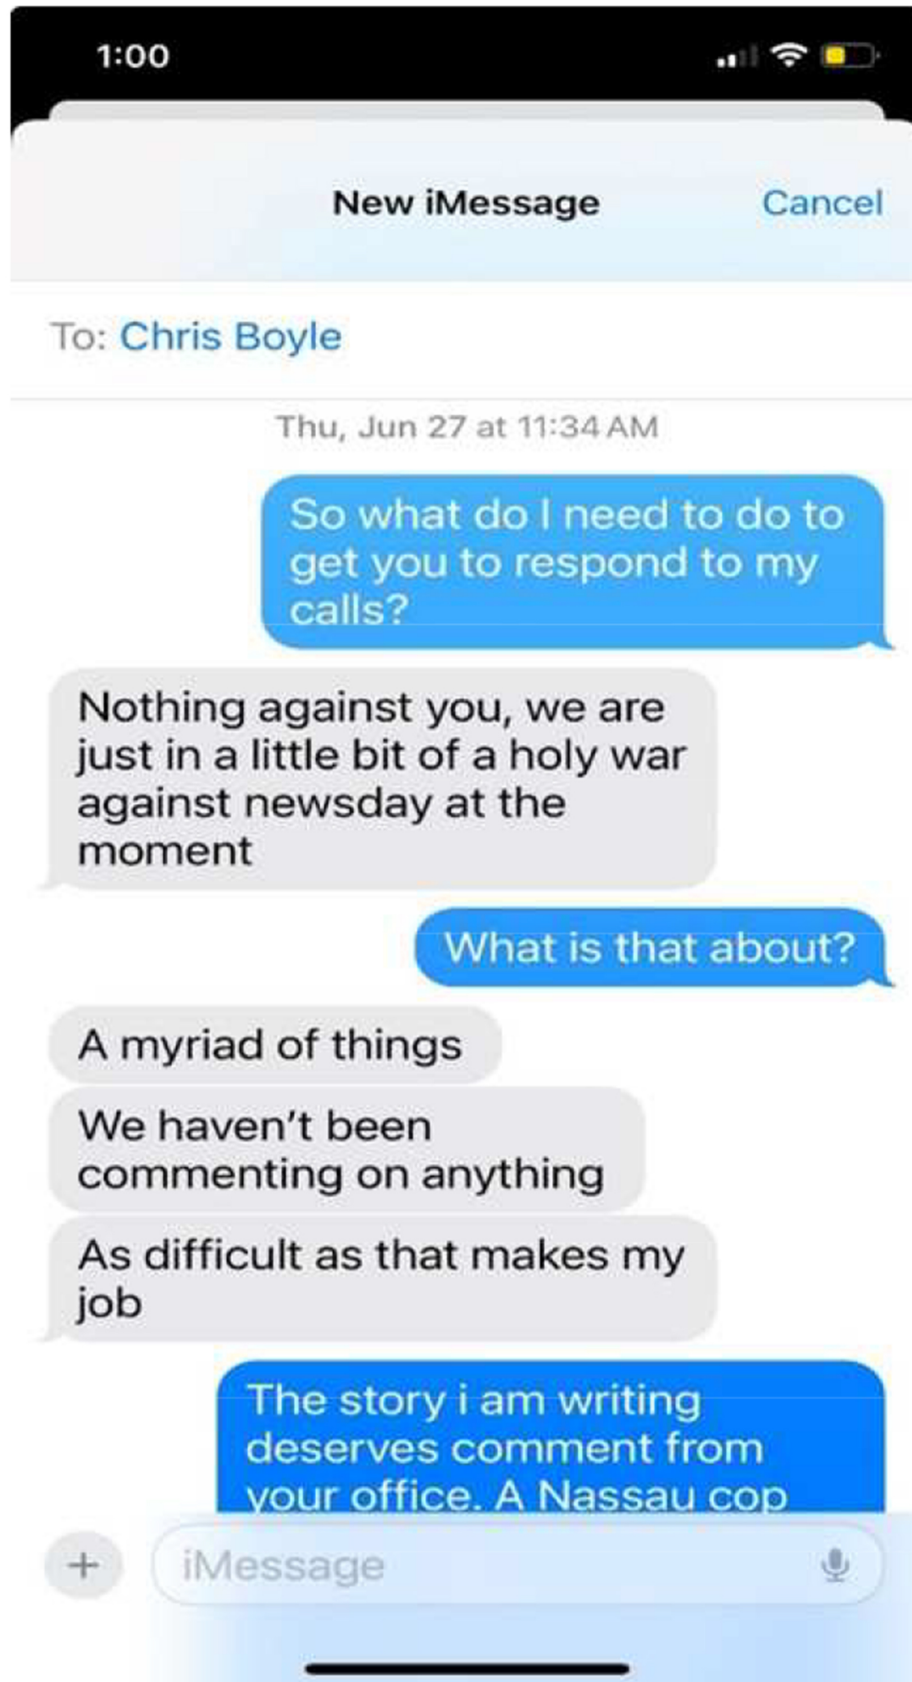 1:00
New iMessage
Cancel
To: Chris Boyle
Thu, Jun 27 at 11:34 AM
So what do I need to do to
get you to respond to my
calls?
Nothing against you, we are
just in a little bit of a holy war
against newsday at the
moment
What is that about?
A myriad of things
We haven't been
commenting on anything
As difficult as that makes my
job
The story i am writing
deserves comment from
your office. A Nassau cop
iMessage